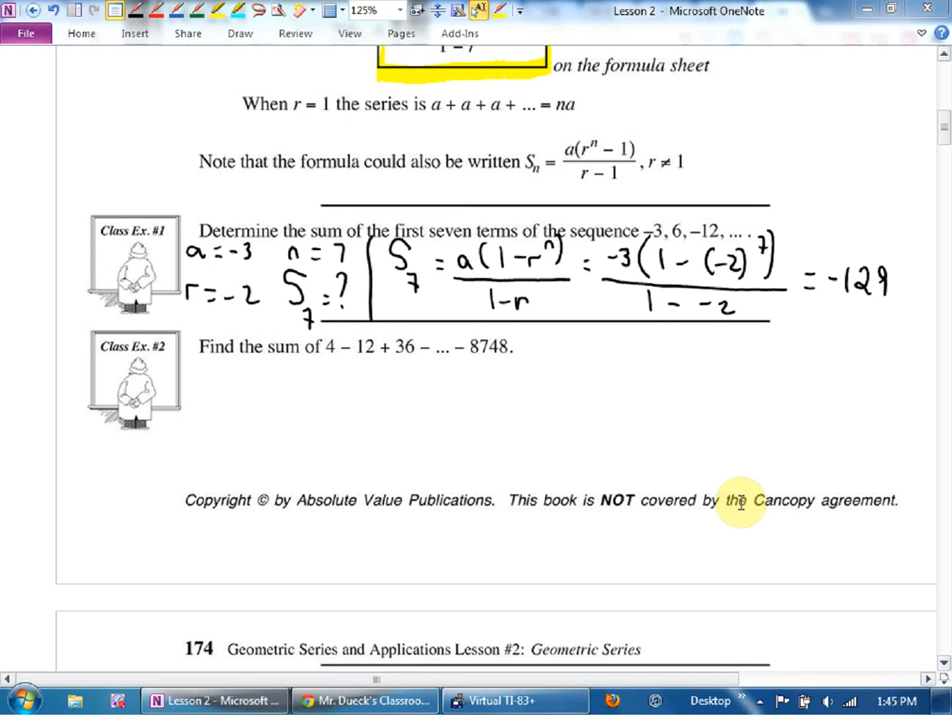 Lesson 2 - Microsoft OneNote
125%
File Home Insert Share Draw Review View Pages Add-Ins
1 – r
on the formula sheet
When r = 1 the series is a + a + a + ... = na
Note that the formula could also be written Sn = a(rⁿ – 1) / r – 1 , r ≠ 1
Class Ex. #1
Determine the sum of the first seven terms of the sequence –3, 6, –12, ... .
a = -3 n = 7
r = -2 S7 = ?
S7 = a(1-rⁿ) / 1-r = -3(1-(-2)⁷) / 1 - -2 = -129
Class Ex. #2
Find the sum of 4 – 12 + 36 – ... – 8748.
Copyright © by Absolute Value Publications. This book is NOT covered by the Cancopy agreement.
174 Geometric Series and Applications Lesson #2: Geometric Series
Lesson 2 - Microsoft ... Mr. Dueck's Classroo... Virtual TI-83+ Desktop 1:45 PM